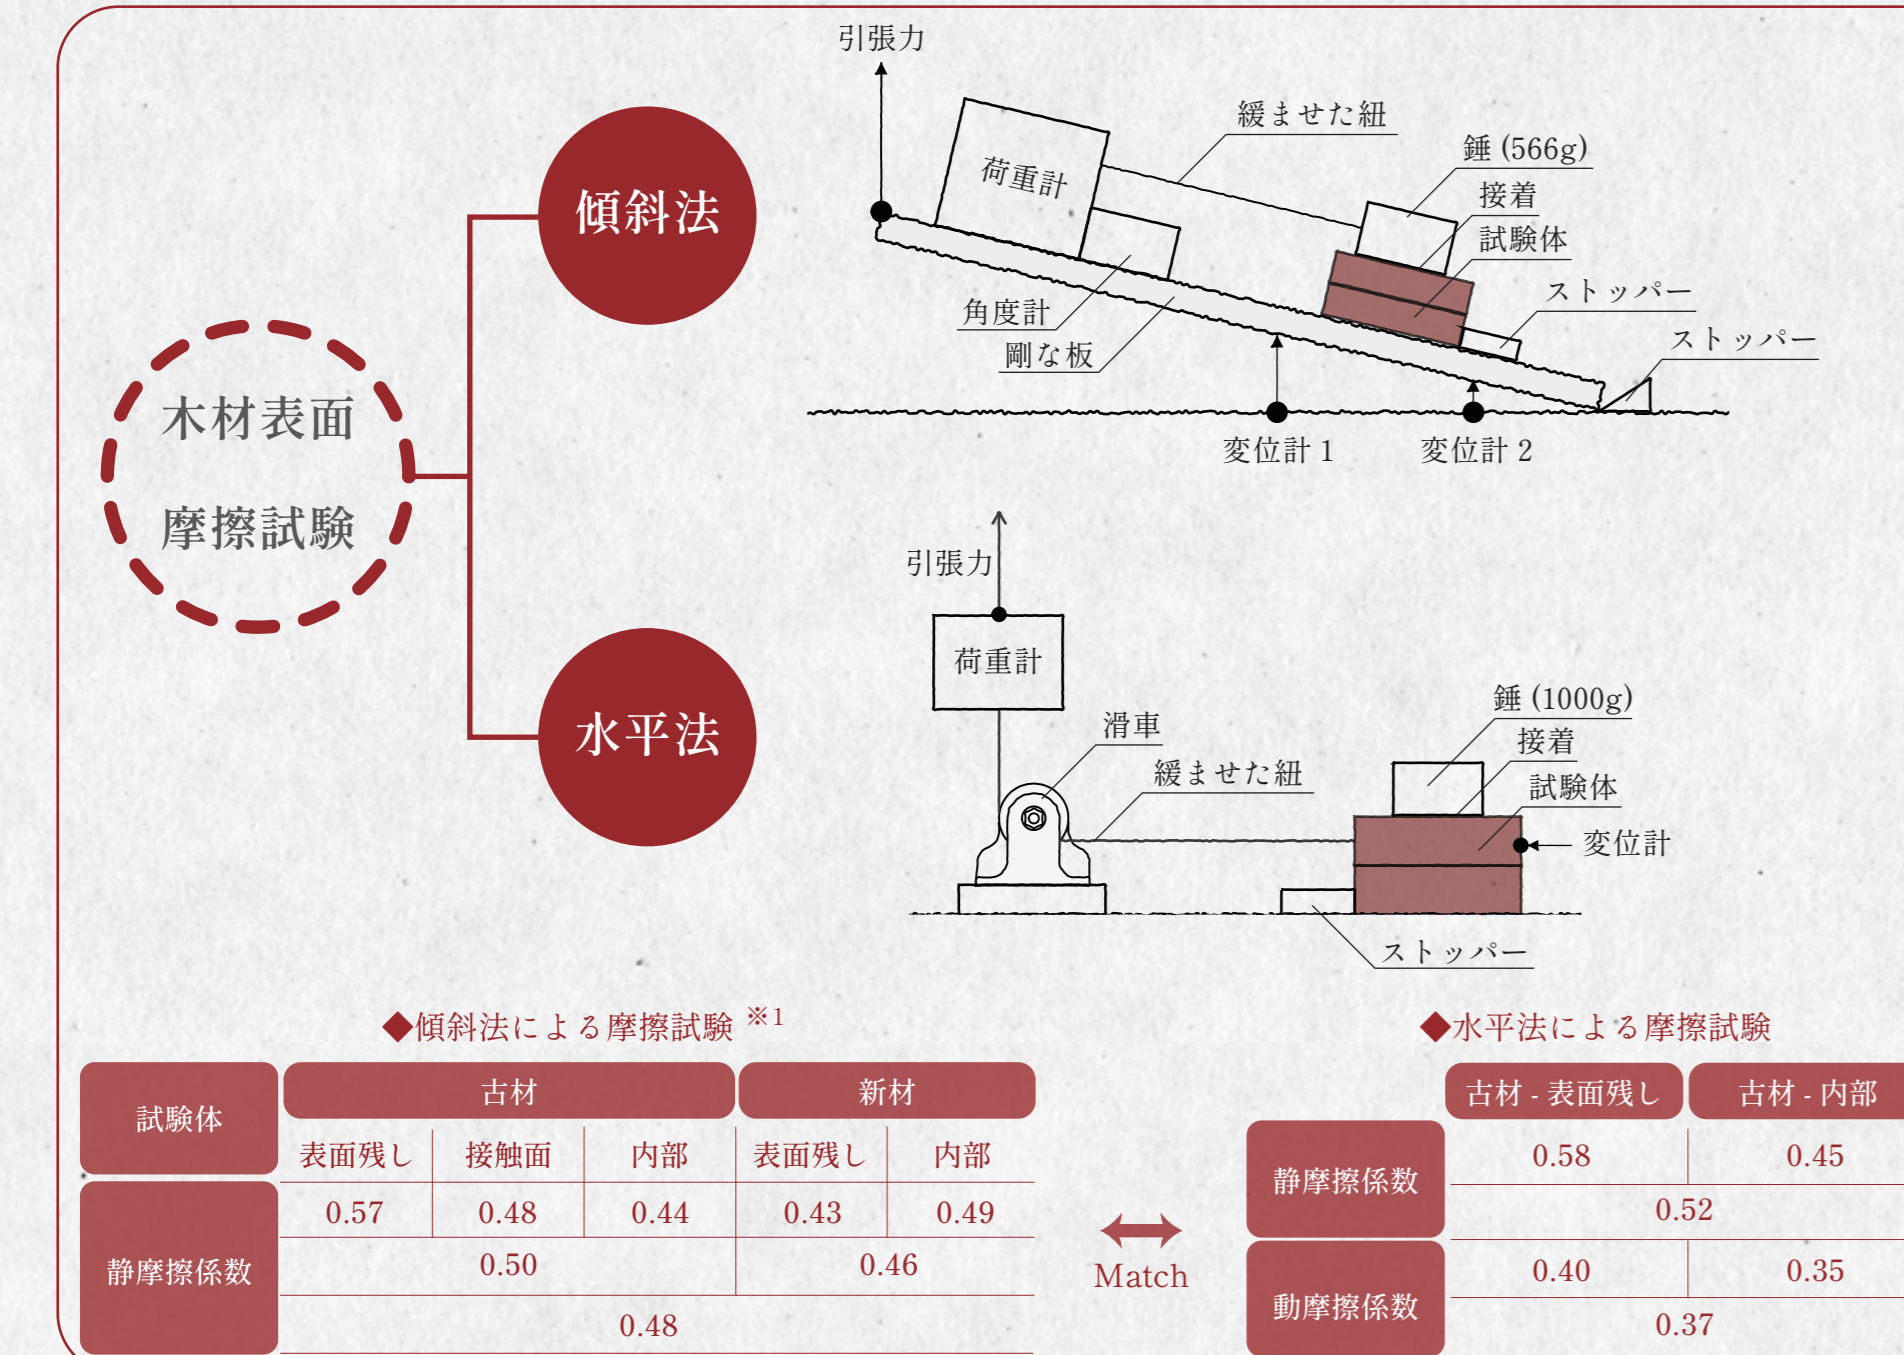 木材表面
摩擦試験
傾斜法
水平法
引張力
荷重計
緩ませた紐
錘 (566g)
接着
試験体
ストッパー
ストッパー
角度計
剛な板
変位計 1
変位計 2
引張力
荷重計
滑車
緩ませた紐
錘 (1000g)
接着
試験体
変位計
ストッパー
◆傾斜法による摩擦試験 ※1
試験体 古材 新材
表面残し 接触面 内部 表面残し 内部
静摩擦係数
0.57 0.48 0.44 0.43 0.49
0.50 0.46
0.48
Match
◆水平法による摩擦試験
古材 - 表面残し 古材 - 内部
静摩擦係数
0.58 0.45
0.52
動摩擦係数
0.40 0.35
0.37